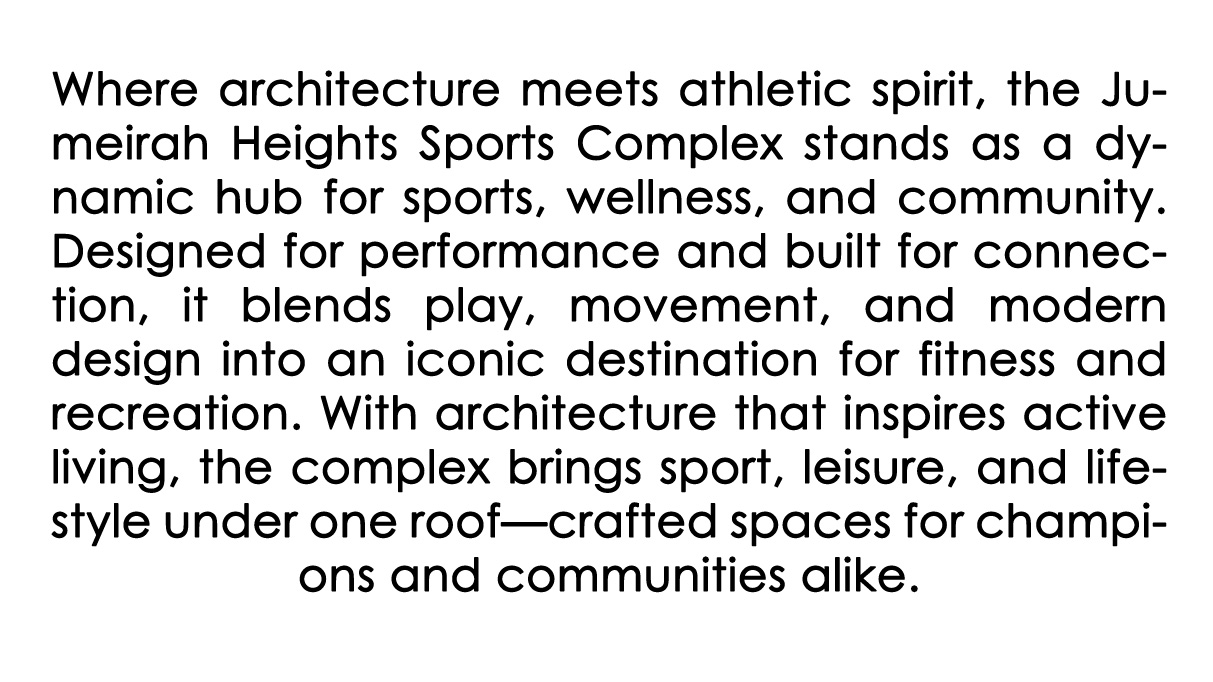 Where architecture meets athletic spirit, the Ju-
meirah Heights Sports Complex stands as a dy-
namic hub for sports, wellness, and community.
Designed for performance and built for connec-
tion, it blends play, movement, and modern
design into an iconic destination for fitness and
recreation. With architecture that inspires active
living, the complex brings sport, leisure, and life-
style under one roof—crafted spaces for champi-
ons and communities alike.